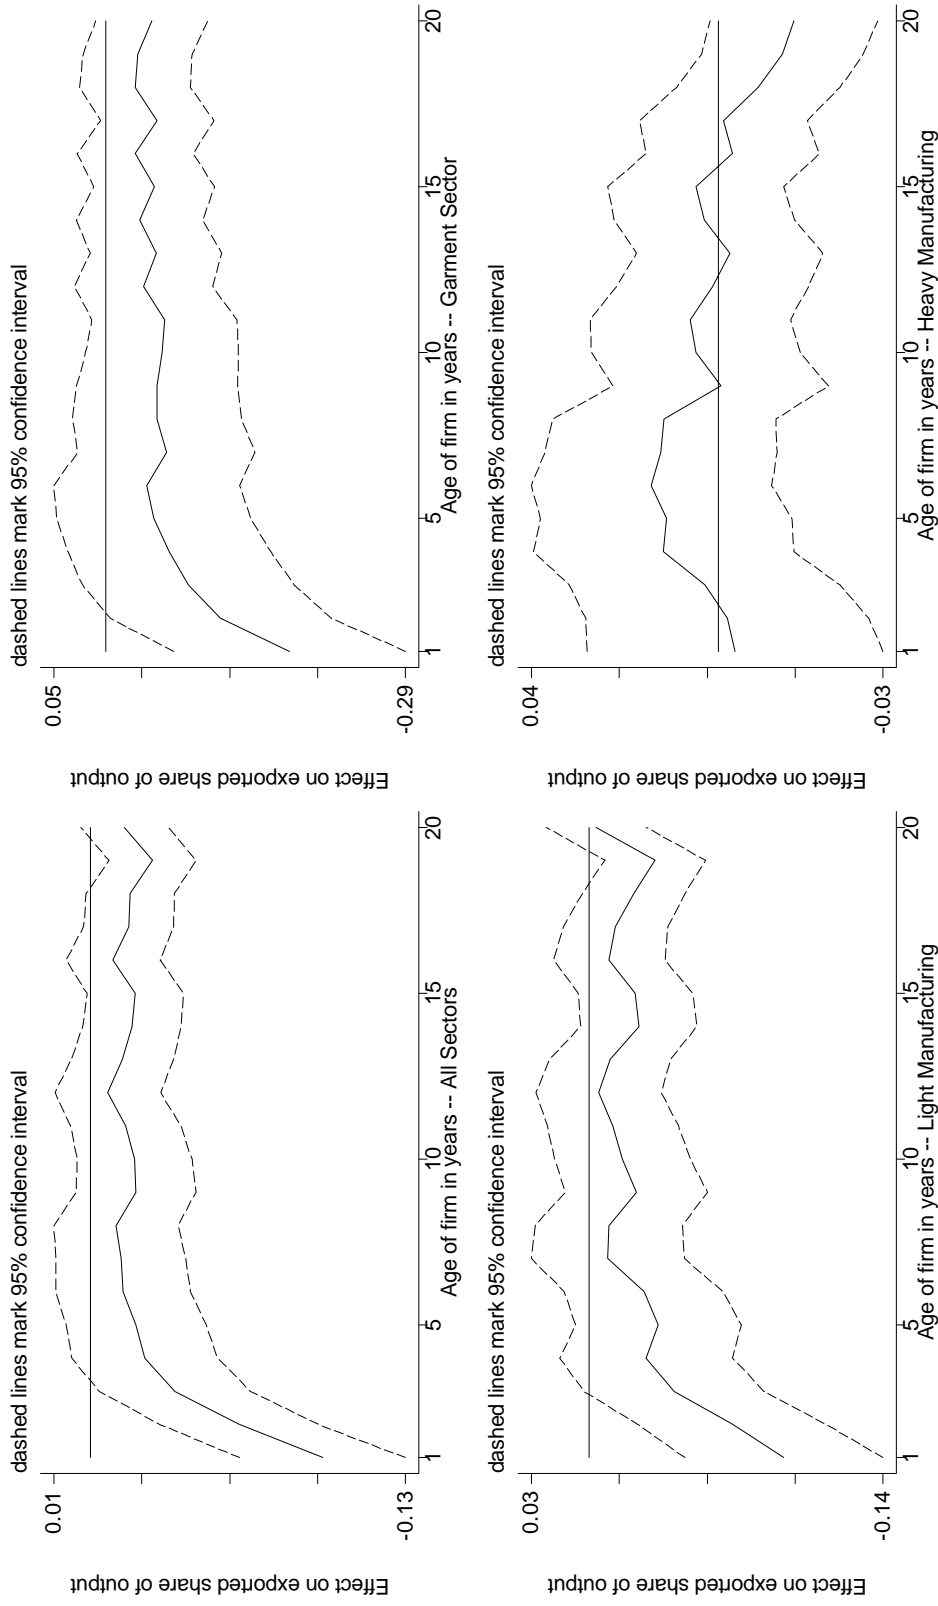 dashed lines mark 95% confidence interval
Effect on exported share of output
0.01
-0.13
1
5
10
15
20
Age of firm in years -- All Sectors
dashed lines mark 95% confidence interval
Effect on exported share of output
0.05
-0.29
1
5
10
15
20
Age of firm in years -- Garment Sector
dashed lines mark 95% confidence interval
Effect on exported share of output
0.03
-0.14
1
5
10
15
20
Age of firm in years -- Light Manufacturing
dashed lines mark 95% confidence interval
Effect on exported share of output
0.04
-0.03
1
5
10
15
20
Age of firm in years -- Heavy Manufacturing